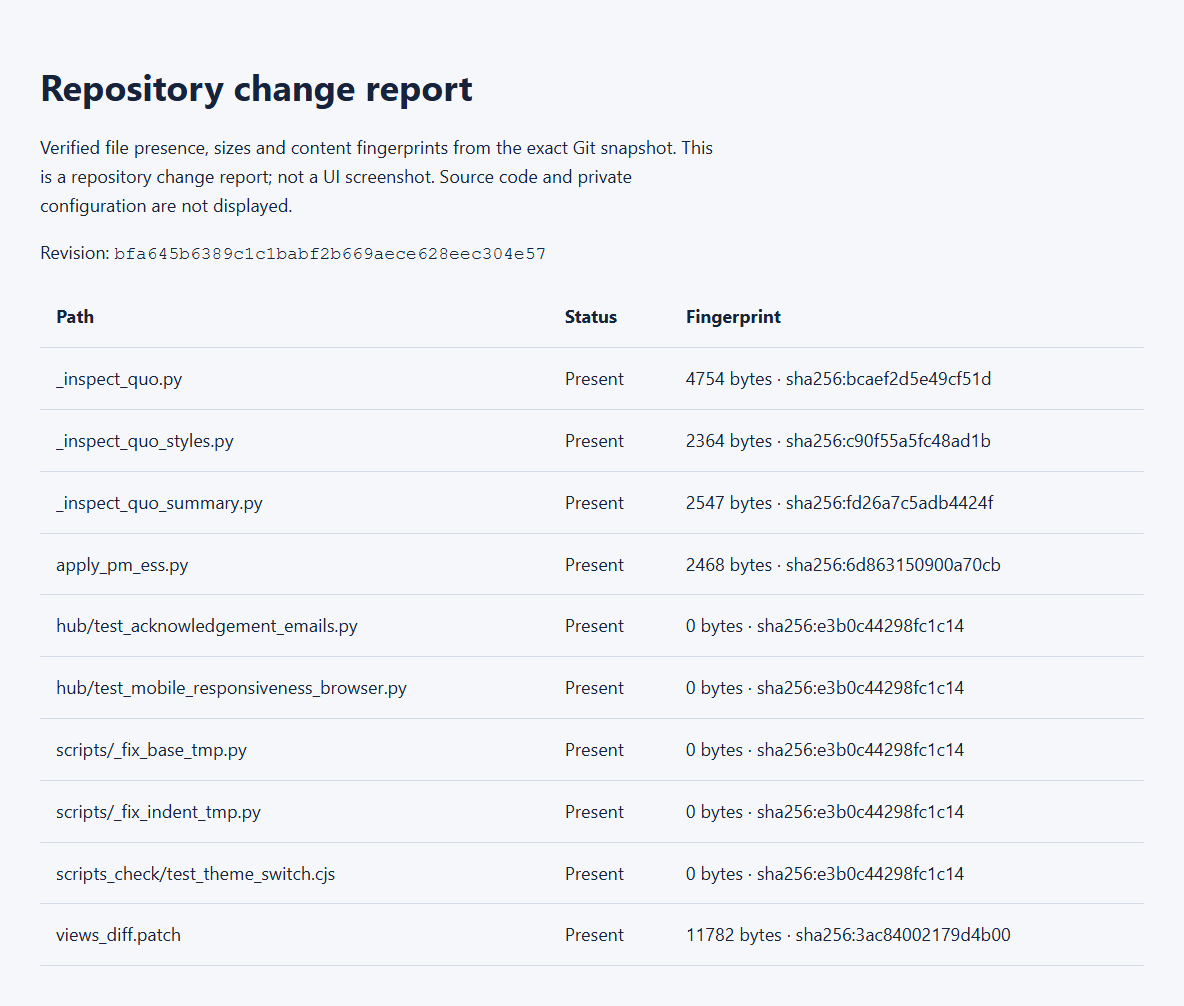 Repository change report
Verified file presence, sizes and content fingerprints from the exact Git snapshot. This
is a repository change report; not a UI screenshot. Source code and private
configuration are not displayed.
Revision: bfa645b6389c1c1babf2b669aece628eec304e57
Path Status Fingerprint
_inspect_quo.py Present 4754 bytes · sha256:bcaef2d5e49cf51d
_inspect_quo_styles.py Present 2364 bytes · sha256:c90f55a5fc48ad1b
_inspect_quo_summary.py Present 2547 bytes · sha256:fd26a7c5adb4424f
apply_pm_ess.py Present 2468 bytes · sha256:6d863150900a70cb
hub/test_acknowledgement_emails.py Present 0 bytes · sha256:e3b0c44298fc1c14
hub/test_mobile_responsiveness_browser.py Present 0 bytes · sha256:e3b0c44298fc1c14
scripts/_fix_base_tmp.py Present 0 bytes · sha256:e3b0c44298fc1c14
scripts/_fix_indent_tmp.py Present 0 bytes · sha256:e3b0c44298fc1c14
scripts_check/test_theme_switch.cjs Present 0 bytes · sha256:e3b0c44298fc1c14
views_diff.patch Present 11782 bytes · sha256:3ac84002179d4b00